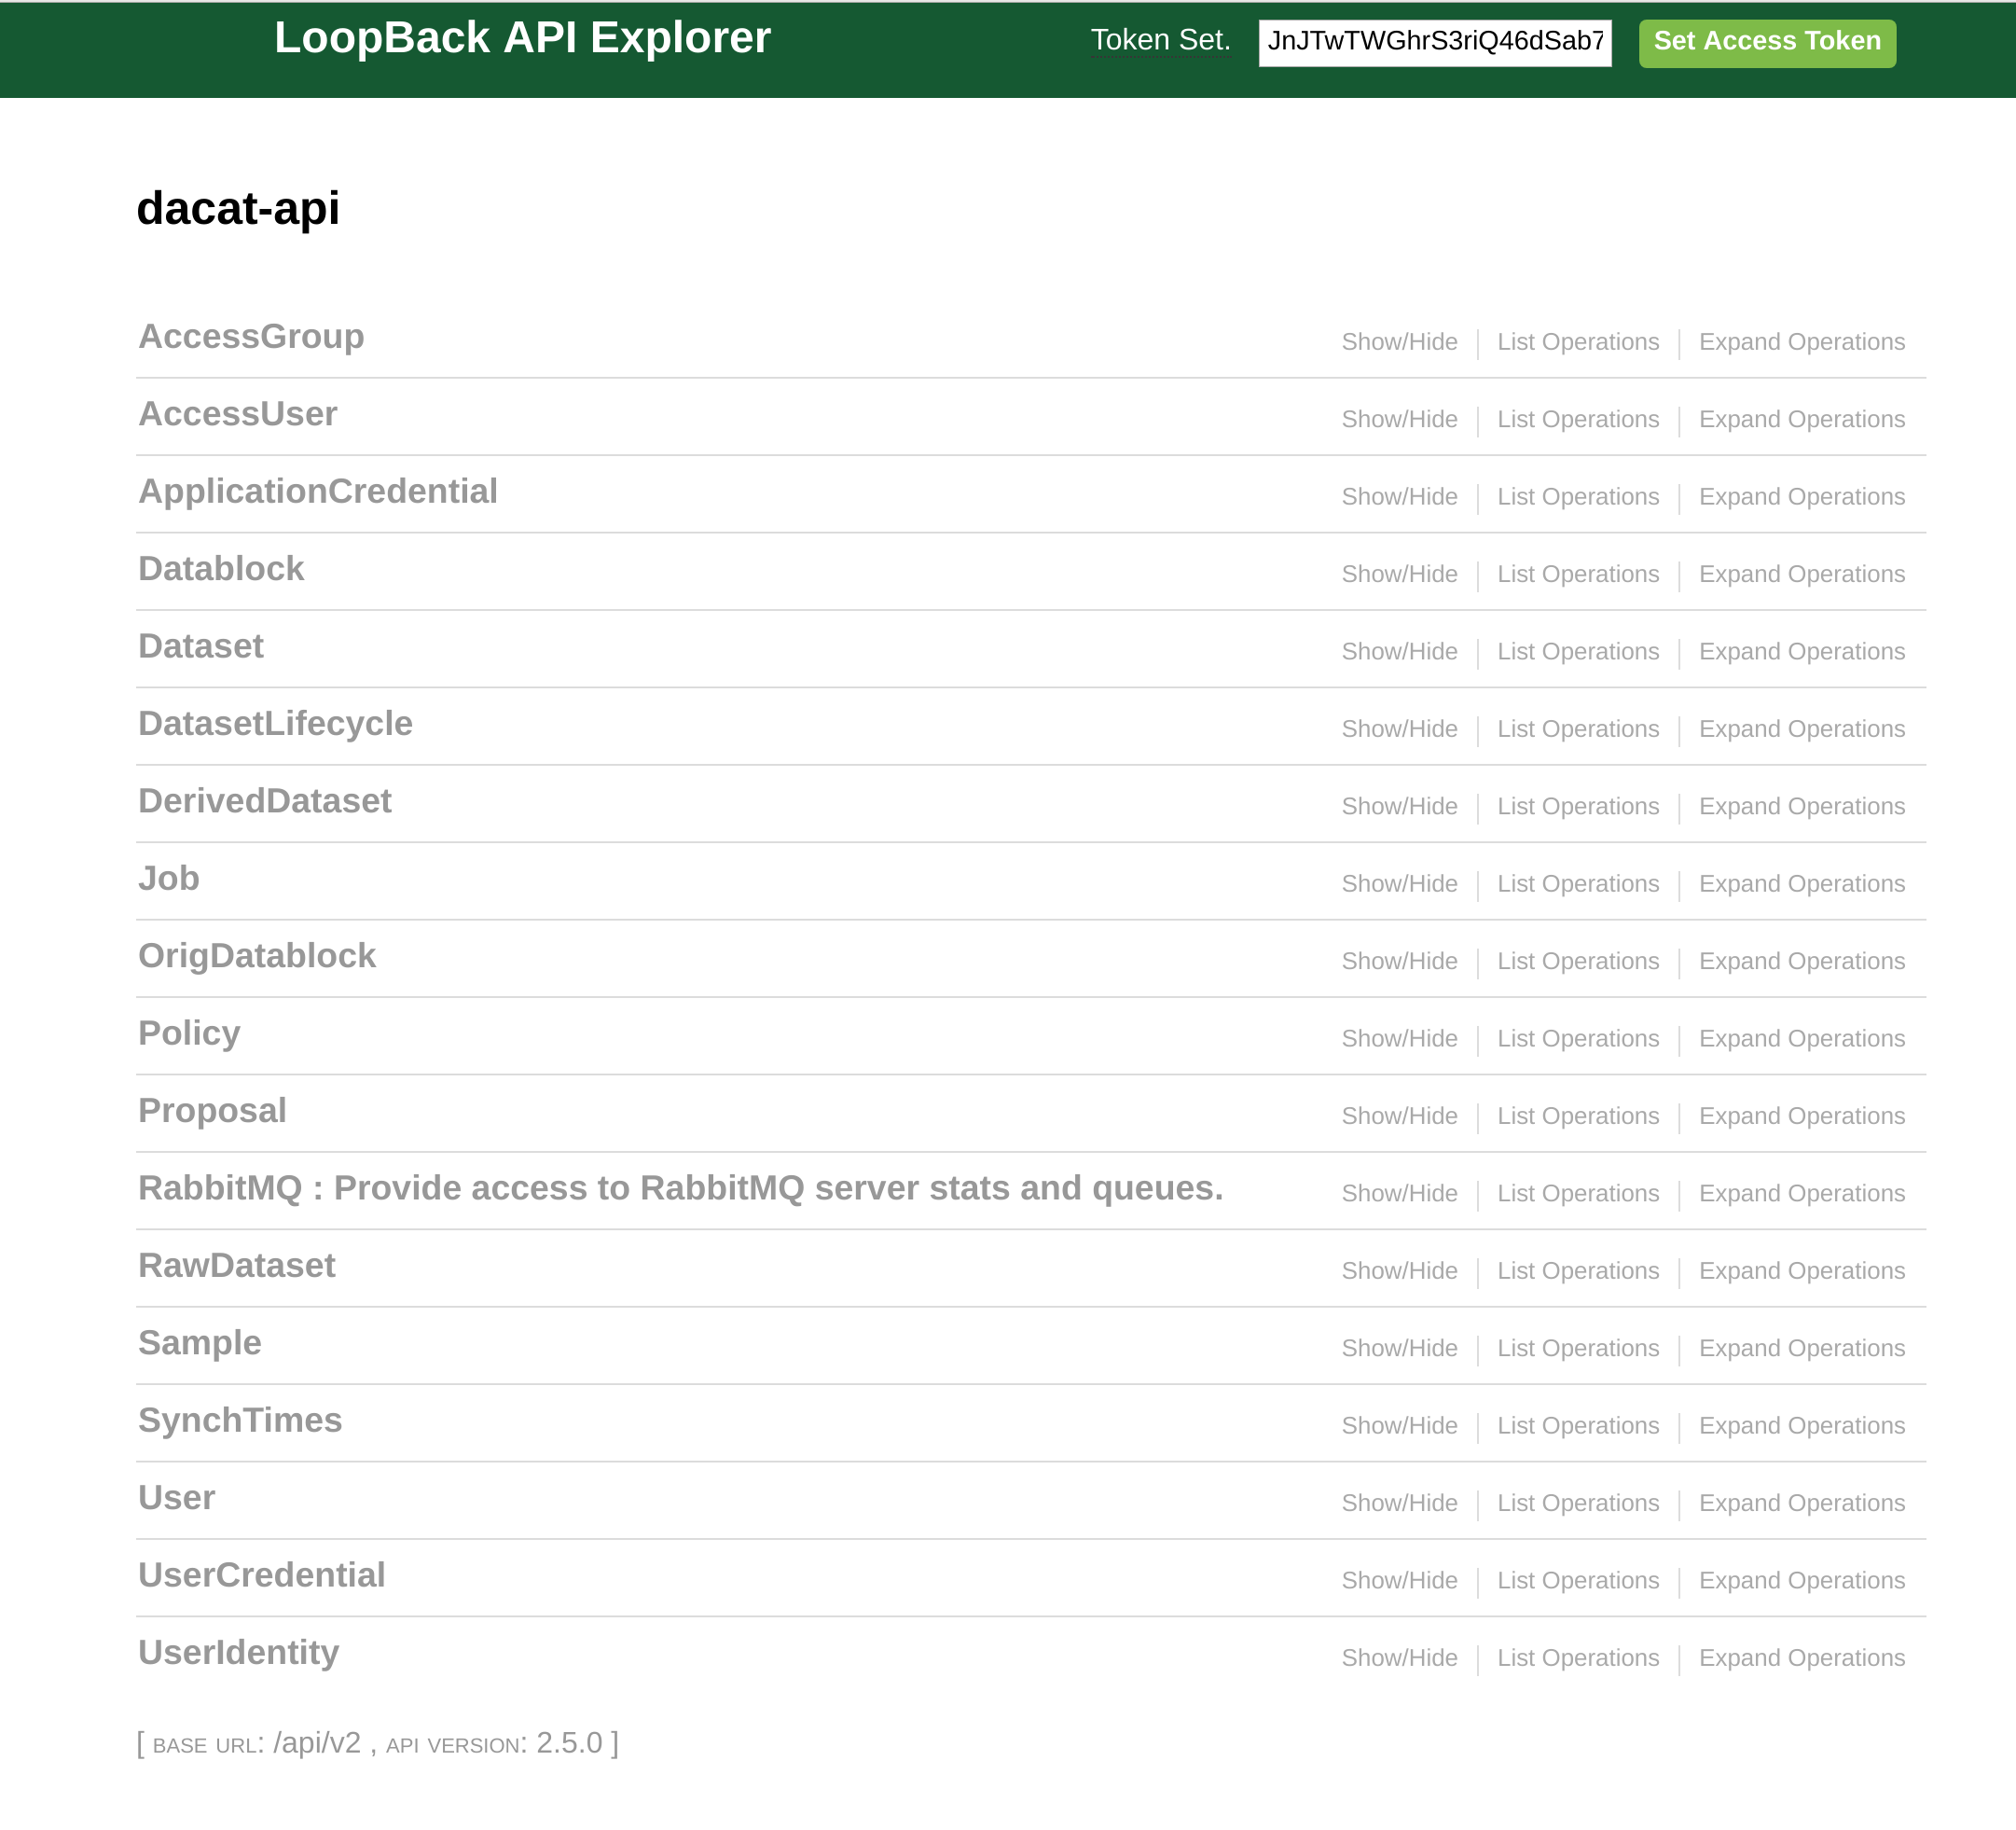 LoopBack API Explorer Token Set. JnJTwTWGhrS3riQ46dSab7 Set Access Token
dacat-api
AccessGroup Show/Hide List Operations Expand Operations
AccessUser Show/Hide List Operations Expand Operations
ApplicationCredential Show/Hide List Operations Expand Operations
Datablock Show/Hide List Operations Expand Operations
Dataset Show/Hide List Operations Expand Operations
DatasetLifecycle Show/Hide List Operations Expand Operations
DerivedDataset Show/Hide List Operations Expand Operations
Job Show/Hide List Operations Expand Operations
OrigDatablock Show/Hide List Operations Expand Operations
Policy Show/Hide List Operations Expand Operations
Proposal Show/Hide List Operations Expand Operations
RabbitMQ : Provide access to RabbitMQ server stats and queues. Show/Hide List Operations Expand Operations
RawDataset Show/Hide List Operations Expand Operations
Sample Show/Hide List Operations Expand Operations
SynchTimes Show/Hide List Operations Expand Operations
User Show/Hide List Operations Expand Operations
UserCredential Show/Hide List Operations Expand Operations
UserIdentity Show/Hide List Operations Expand Operations
[ BASE URL: /api/v2 , API VERSION: 2.5.0 ]